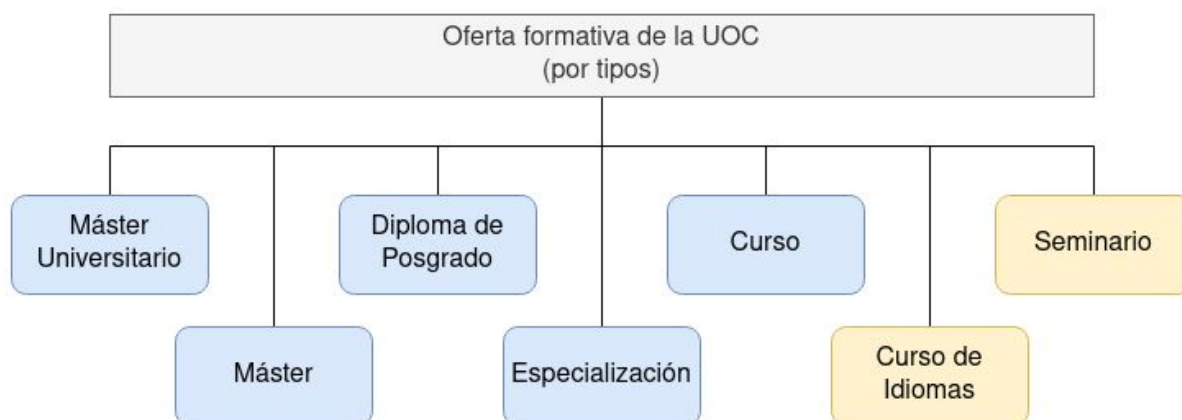 Oferta formativa de la UOC
(por tipos)
Máster
Universitario
Diploma de
Posgrado
Curso
Seminario
Máster
Especialización
Curso de
Idiomas